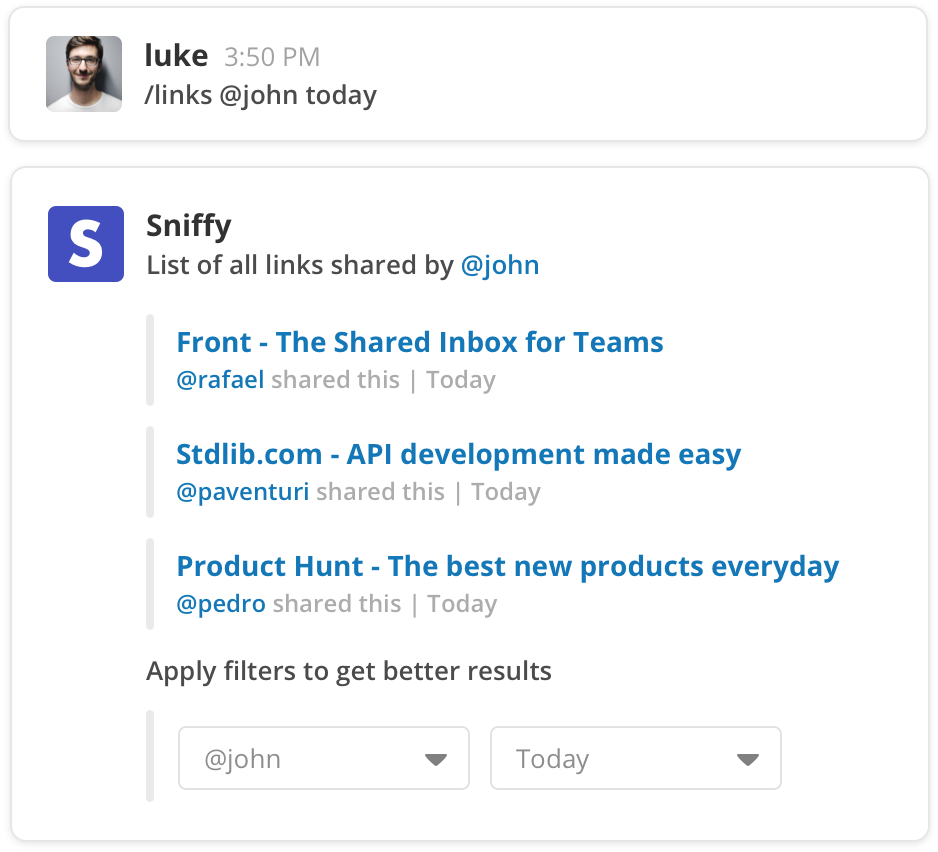 luke 3:50 PM
/links @john today
S
Sniffy
List of all links shared by @john
Front - The Shared Inbox for Teams
@rafael shared this | Today
Stdlib.com - API development made easy
@paventuri shared this | Today
Product Hunt - The best new products everyday
@pedro shared this | Today
Apply filters to get better results
@john Today